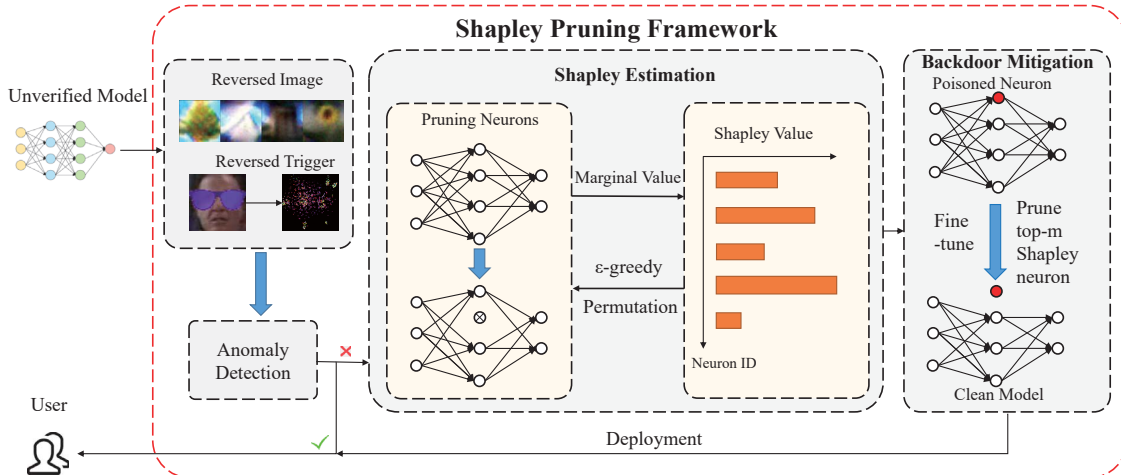 Shapley Pruning Framework
Unverified Model
Reversed Image
Reversed Trigger
Anomaly
Detection
User
Shapley Estimation
Pruning Neurons
Marginal Value
ε-greedy
Permutation
Shapley Value
Neuron ID
Backdoor Mitigation
Poisoned Neuron
Fine
-tune
Prune
top-m
Shapley
neuron
Clean Model
Deployment